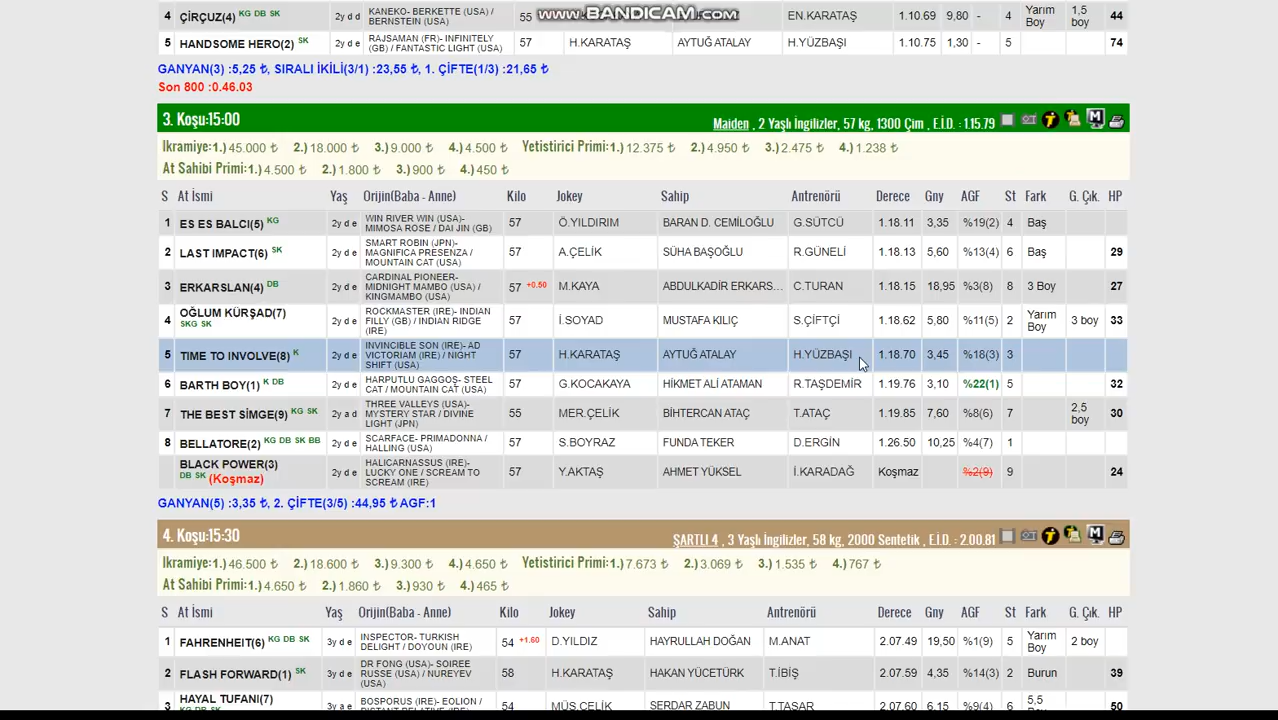 www.BANDICAM.com
4 ÇİRÇUZ(4) KG DB SK 2y d d KANEKO- BERKETTE (USA) / BERNSTEIN (USA) 55 EN.KARATAŞ 1.10.69 9,80 - 4 Yarım Boy 1,5 boy 44
5 HANDSOME HERO(2) SK 2y d e RAJSAMAN (FR)- INFINITELY (GB) / FANTASTIC LIGHT (USA) 57 H.KARATAŞ AYTUĞ ATALAY H.YÜZBAŞI 1.10.75 1,30 - 5 74
GANYAN(3) :5,25 ₺, SIRALI İKİLİ(3/1) :23,55 ₺, 1. ÇİFTE(1/3) :21,65 ₺
Son 800 :0.46.03
3. Koşu:15:00 Maiden , 2 Yaşlı İngilizler, 57 kg, 1300 Çim , E.İ.D. : 1.15.79
İkramiye:1.) 45.000 ₺ 2.) 18.000 ₺ 3.) 9.000 ₺ 4.) 4.500 ₺ Yetistirici Primi:1.) 12.375 ₺ 2.) 4.950 ₺ 3.) 2.475 ₺ 4.) 1.238 ₺
At Sahibi Primi:1.) 4.500 ₺ 2.) 1.800 ₺ 3.) 900 ₺ 4.) 450 ₺
S At İsmi Yaş Orijin(Baba - Anne) Kilo Jokey Sahip Antrenörü Derece Gny AGF St Fark G. Çık. HP
1 ES ES BALCI(5) KG 2y d e WIN RIVER WIN (USA)- MIMOSA ROSE / DAI JIN (GB) 57 Ö.YILDIRIM BARAN D. CEMİLOĞLU G.SÜTCÜ 1.18.11 3,35 %19(2) 4 Baş
2 LAST IMPACT(6) SK 2y d e SMART ROBIN (JPN)- MAGNIFICA PRESENZA / MOUNTAIN CAT (USA) 57 A.ÇELİK SÜHA BAŞOĞLU R.GÜNELİ 1.18.13 5,60 %13(4) 6 Baş 29
3 ERKARSLAN(4) DB 2y d e CARDINAL PIONEER- MIDNIGHT MAMBO (USA) / KINGMAMBO (USA) 57 +0.50 M.KAYA ABDULKADİR ERKARS... C.TURAN 1.18.15 18,95 %3(8) 8 3 Boy 27
4 OĞLUM KÜRŞAD(7) SKG SK 2y d e ROCKMASTER (IRE)- INDIAN FILLY (GB) / INDIAN RIDGE (IRE) 57 İ.SOYAD MUSTAFA KILIÇ S.ÇİFTÇİ 1.18.62 5,80 %11(5) 2 Yarım Boy 3 boy 33
5 TIME TO INVOLVE(8) K 2y d e INVINCIBLE SON (IRE)- AD VICTORIAM (IRE) / NIGHT SHIFT (USA) 57 H.KARATAŞ AYTUĞ ATALAY H.YÜZBAŞI 1.18.70 3,45 %18(3) 3
6 BARTH BOY(1) K DB 2y d e HARPUTLU GAGGOŞ- STEEL CAT / MOUNTAIN CAT (USA) 57 G.KOCAKAYA HİKMET ALİ ATAMAN R.TAŞDEMİR 1.19.76 3,10 %22(1) 5 32
7 THE BEST SİMGE(9) KG SK 2y a d THREE VALLEYS (USA)- MYSTERY STAR / DIVINE LIGHT (JPN) 55 MER.ÇELİK BİHTERCAN ATAÇ T.ATAÇ 1.19.85 7,60 %8(6) 7 2,5 boy 30
8 BELLATORE(2) KG DB SK BB 2y d e SCARFACE- PRIMADONNA / HALLING (USA) 57 S.BOYRAZ FUNDA TEKER D.ERGİN 1.26.50 10,25 %4(7) 1
BLACK POWER(3) DB SK (Koşmaz) 2y d e HALICARNASSUS (IRE)- LUCKY ONE / SCREAM TO SCREAM (IRE) 57 Y.AKTAŞ AHMET YÜKSEL İ.KARADAĞ Koşmaz %2(9) 9 24
GANYAN(5) :3,35 ₺, 2. ÇİFTE(3/5) :44,95 ₺ AGF:1
4. Koşu:15:30 ŞARTLI 4 , 3 Yaşlı İngilizler, 58 kg, 2000 Sentetik , E.İ.D. : 2.00.81
İkramiye:1.) 46.500 ₺ 2.) 18.600 ₺ 3.) 9.300 ₺ 4.) 4.650 ₺ Yetistirici Primi:1.) 7.673 ₺ 2.) 3.069 ₺ 3.) 1.535 ₺ 4.) 767 ₺
At Sahibi Primi:1.) 4.650 ₺ 2.) 1.860 ₺ 3.) 930 ₺ 4.) 465 ₺
S At İsmi Yaş Orijin(Baba - Anne) Kilo Jokey Sahip Antrenörü Derece Gny AGF St Fark G. Çık. HP
1 FAHRENHEIT(6) KG DB SK 3y d e INSPECTOR- TURKISH DELIGHT / DOYOUN (IRE) 54 +1.60 D.YILDIZ HAYRULLAH DOĞAN M.ANAT 2.07.49 19,50 %1(9) 5 Yarım Boy 2 boy
2 FLASH FORWARD(1) SK 3y d e DR FONG (USA)- SOIREE RUSSE (USA) / NUREYEV (USA) 58 H.KARATAŞ HAKAN YÜCETÜRK T.İBİŞ 2.07.59 4,35 %14(3) 2 Burun 39
3 HAYAL TUFANI(7) KG DB SK 3y a e BOSPORUS (IRE)- EOLION / 54 MÜS.ÇELİK SERDAR ZABUN T.TAŞAR 2.07.60 6,15 %9(4) 6 5,5 50